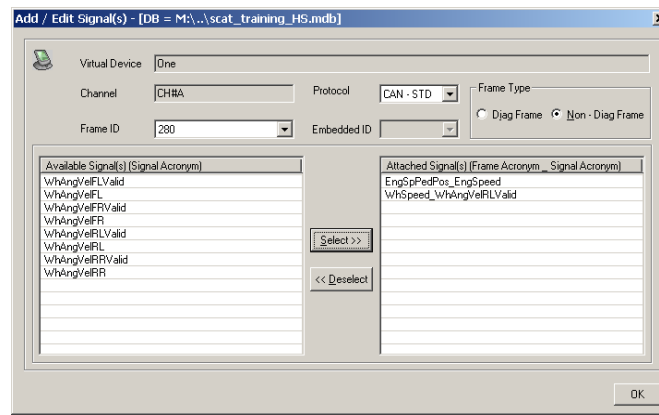 Add / Edit Signal(s) - [DB = M:\..\scat_training_HS.mdb]
Virtual Device One
Channel CH#A Protocol CAN - STD Frame Type
Diag Frame Non - Diag Frame
Frame ID 280 Embedded ID
Available Signal(s) (Signal Acronym)
WhAngVelFLValid
WhAngVelFL
WhAngVelFRValid
WhAngVelFR
WhAngVelRLValid
WhAngVelRL
WhAngVelRRValid
WhAngVelRR
Select >>
<< Deselect
Attached Signal(s) (Frame Acronym _ Signal Acronym)
EngSpPedPos_EngSpeed
WhSpeed_WhAngVelRLValid
OK